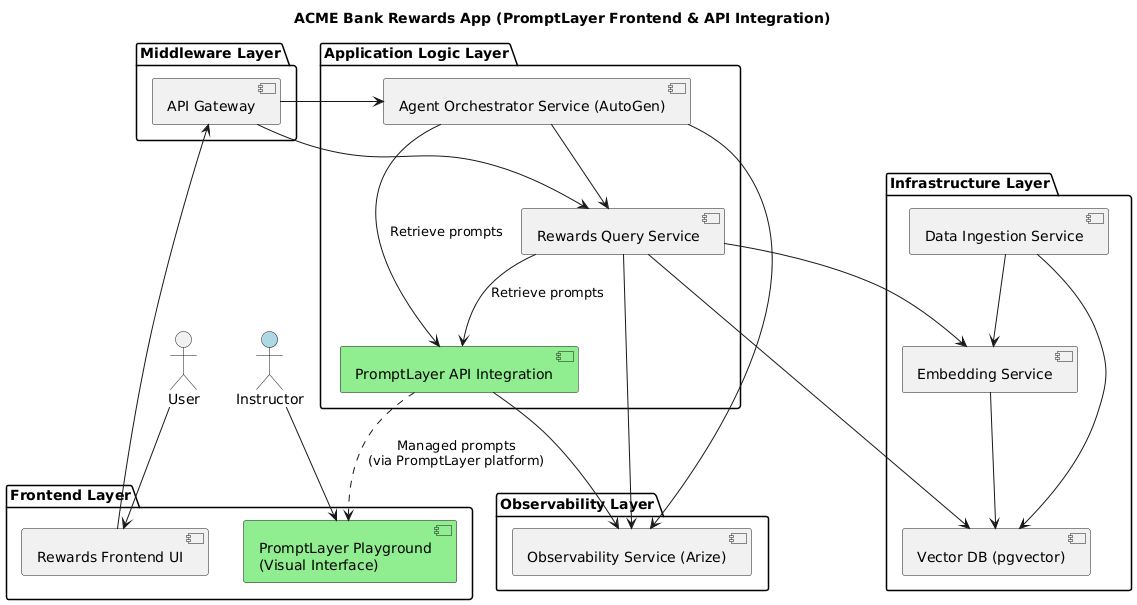 ACME Bank Rewards App (PromptLayer Frontend & API Integration)
Middleware Layer
API Gateway
Application Logic Layer
Agent Orchestrator Service (AutoGen)
Retrieve prompts
Rewards Query Service
Retrieve prompts
PromptLayer API Integration
Infrastructure Layer
Data Ingestion Service
Embedding Service
Vector DB (pgvector)
User
Instructor
Managed prompts
(via PromptLayer platform)
Frontend Layer
Rewards Frontend UI
PromptLayer Playground
(Visual Interface)
Observability Layer
Observability Service (Arize)